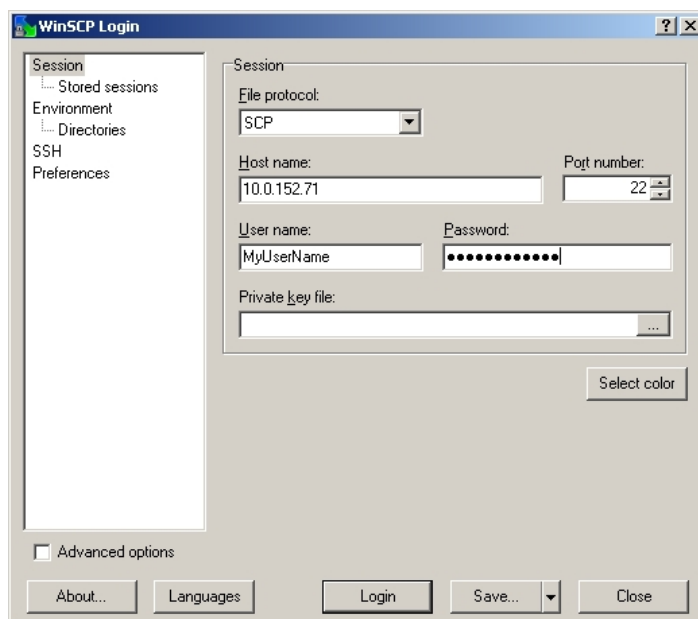 WinSCP Login
Session
Stored sessions
Environment
Directories
SSH
Preferences
Session
File protocol:
SCP
Host name:
Port number:
10.0.152.71
22
User name:
Password:
MyUserName
●●●●●●●●●●●●
Private key file:
...
Select color
Advanced options
About...
Languages
Login
Save...
Close